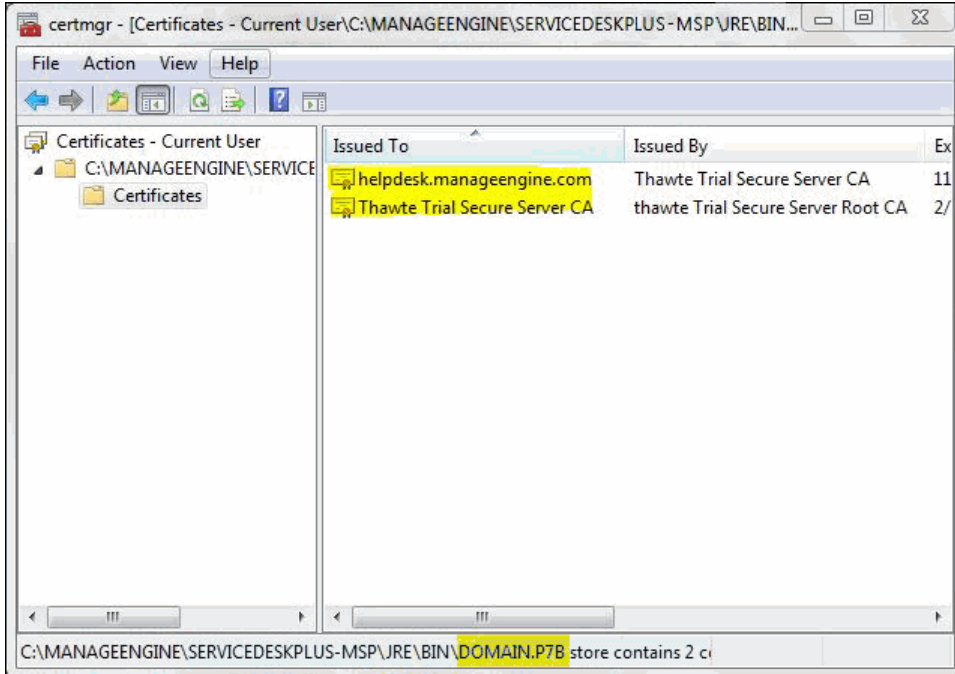 certmgr - [Certificates - Current User\C:\MANAGEENGINE\SERVICEDESKPLUS-MSP\JRE\BIN...
File Action View Help
Certificates - Current User
C:\MANAGEENGINE\SERVICE
Certificates
Issued To Issued By Ex
helpdesk.manageengine.com Thawte Trial Secure Server CA 11
Thawte Trial Secure Server CA thawte Trial Secure Server Root CA 2/
C:\MANAGEENGINE\SERVICEDESKPLUS-MSP\JRE\BIN\DOMAIN.P7B store contains 2 c